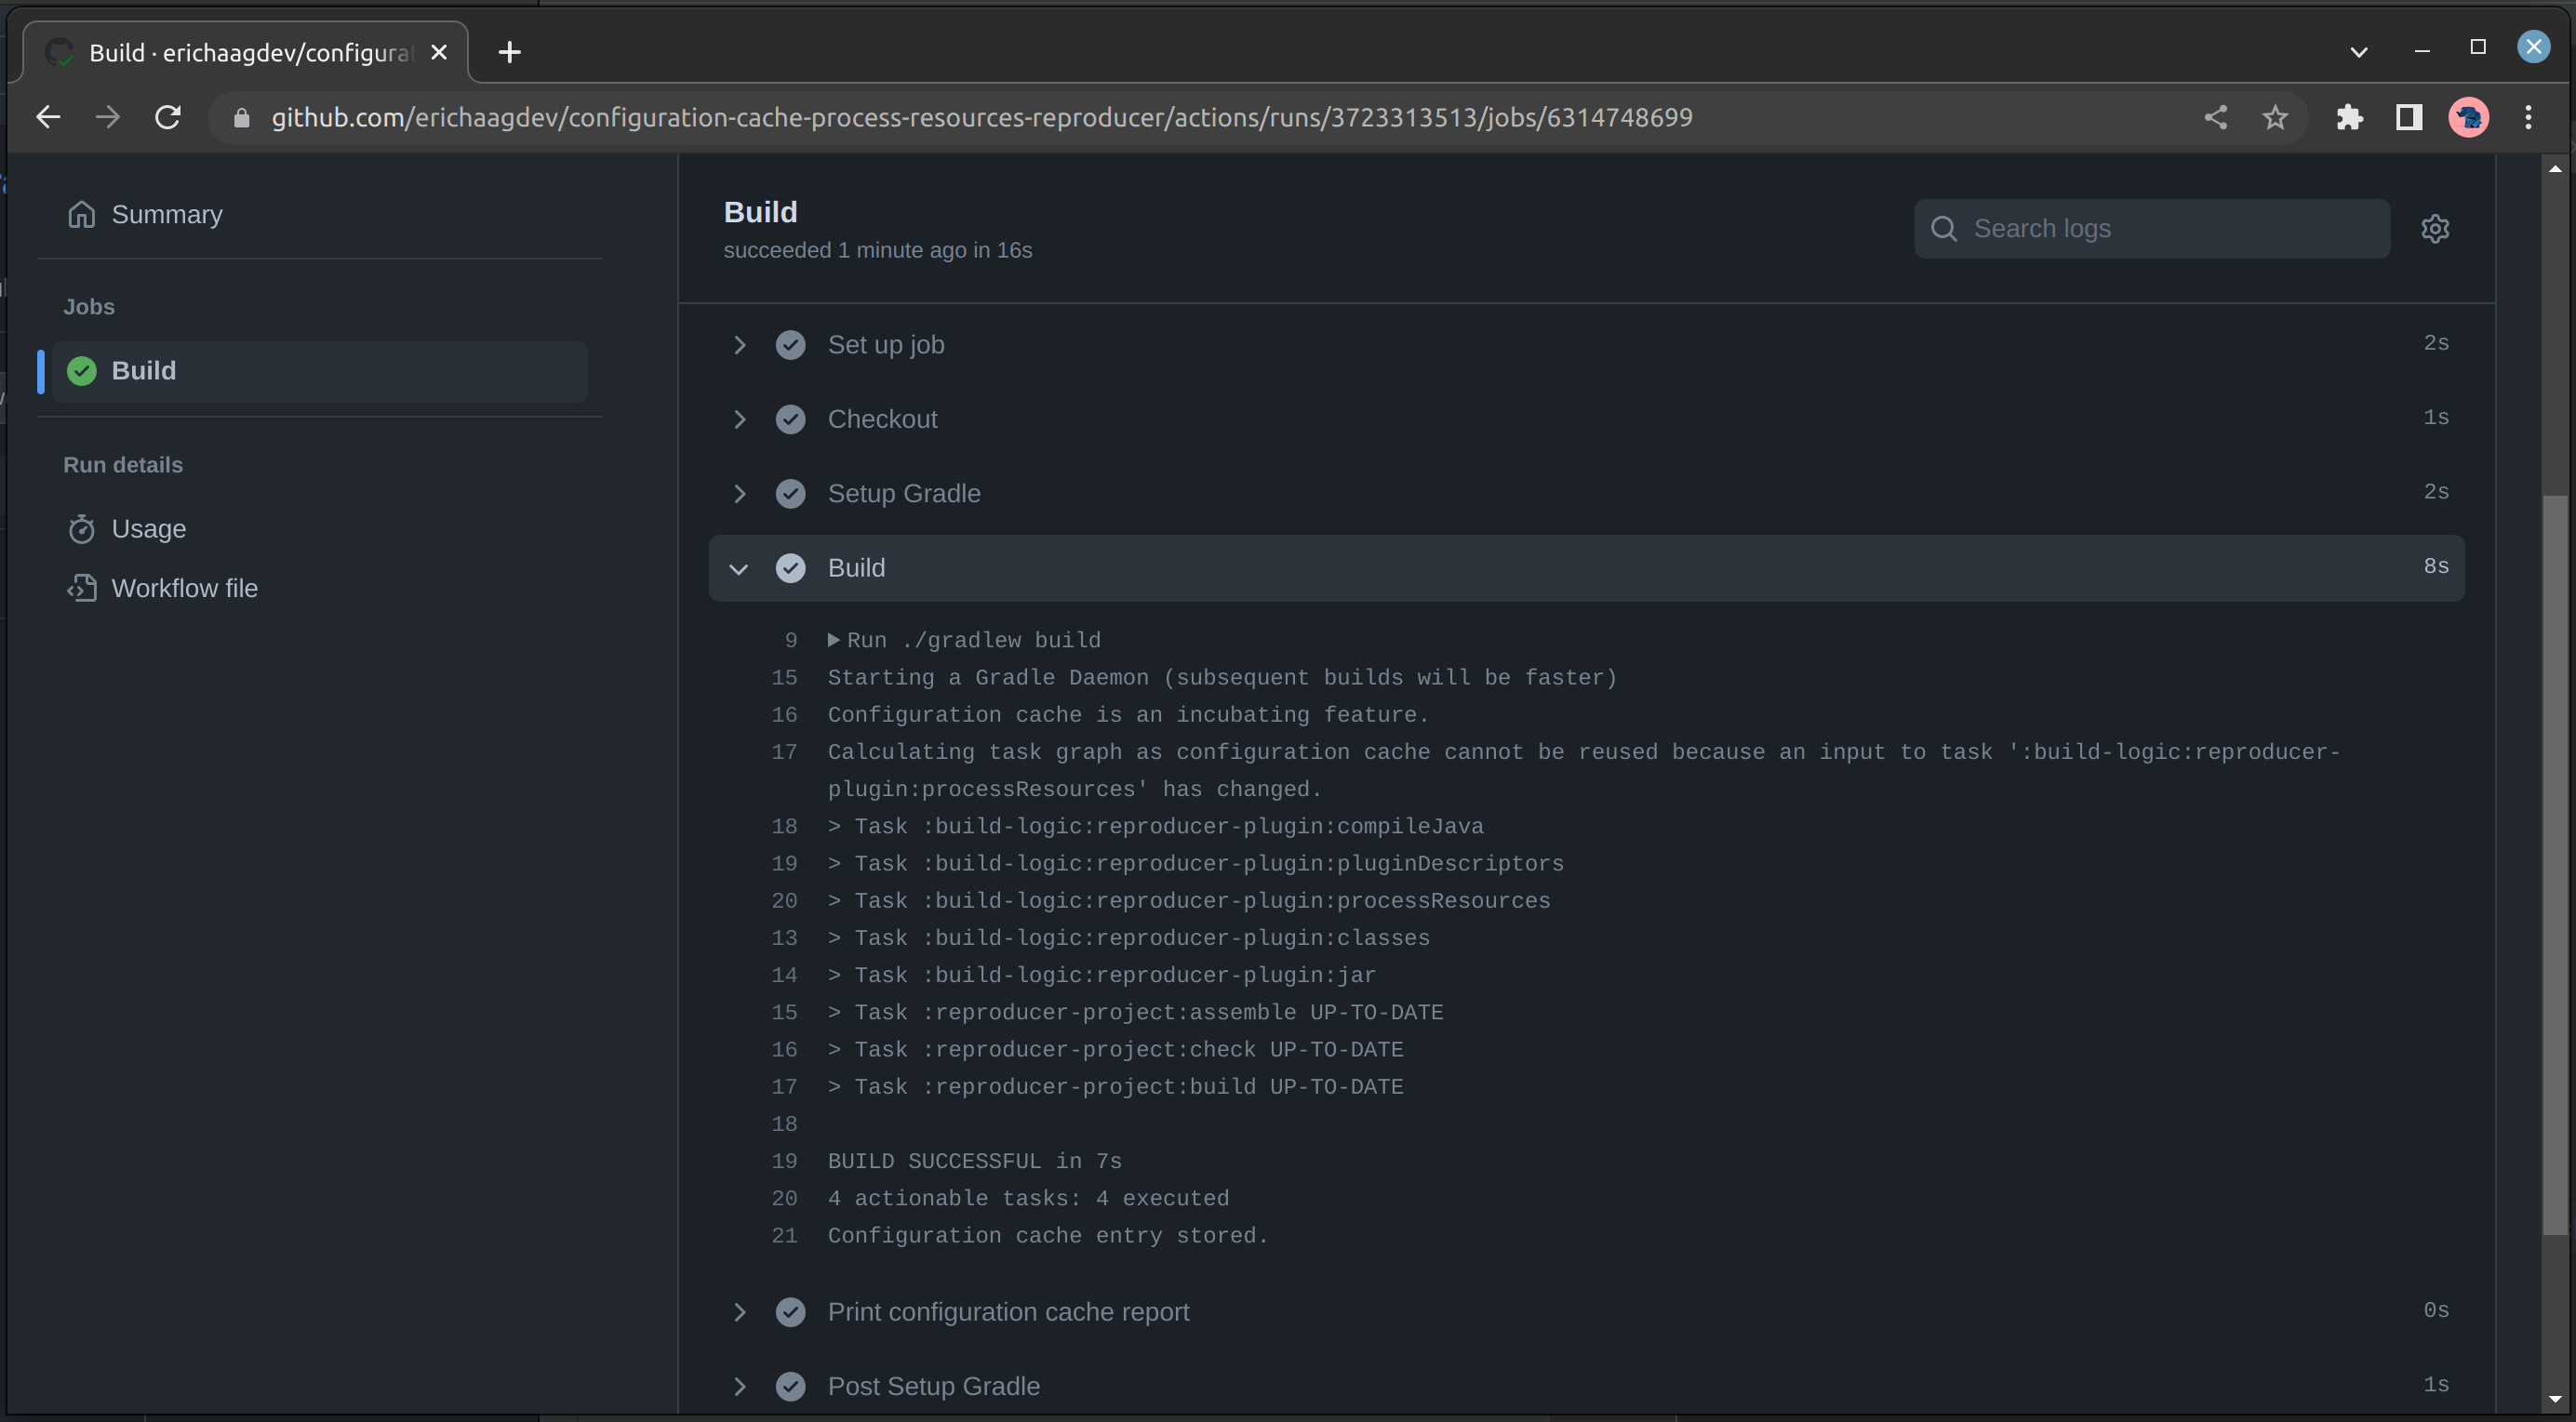 Build · erichaagdev/configurat
github.com/erichaagdev/configuration-cache-process-resources-reproducer/actions/runs/3723313513/jobs/6314748699
Summary
Jobs
Build
Run details
Usage
Workflow file
Build
succeeded 1 minute ago in 16s
Search logs
Set up job 2s
Checkout 1s
Setup Gradle 2s
Build 8s
9 Run ./gradlew build
15 Starting a Gradle Daemon (subsequent builds will be faster)
16 Configuration cache is an incubating feature.
17 Calculating task graph as configuration cache cannot be reused because an input to task ':build-logic:reproducer-
plugin:processResources' has changed.
18 > Task :build-logic:reproducer-plugin:compileJava
19 > Task :build-logic:reproducer-plugin:pluginDescriptors
20 > Task :build-logic:reproducer-plugin:processResources
13 > Task :build-logic:reproducer-plugin:classes
14 > Task :build-logic:reproducer-plugin:jar
15 > Task :reproducer-project:assemble UP-TO-DATE
16 > Task :reproducer-project:check UP-TO-DATE
17 > Task :reproducer-project:build UP-TO-DATE
18
19 BUILD SUCCESSFUL in 7s
20 4 actionable tasks: 4 executed
21 Configuration cache entry stored.
Print configuration cache report 0s
Post Setup Gradle 1s